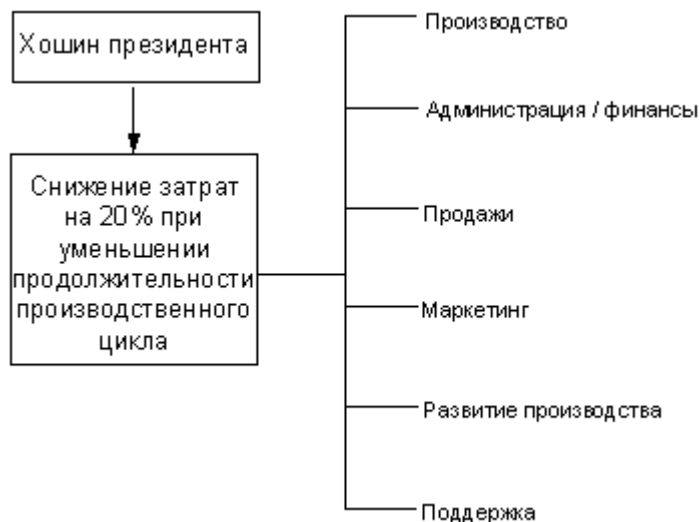 Хошин президента
Снижение затрат
на 20% при
уменьшении
продолжительности
производственного
цикла
Производство
Администрация / финансы
Продажи
Маркетинг
Развитие производства
Поддержка